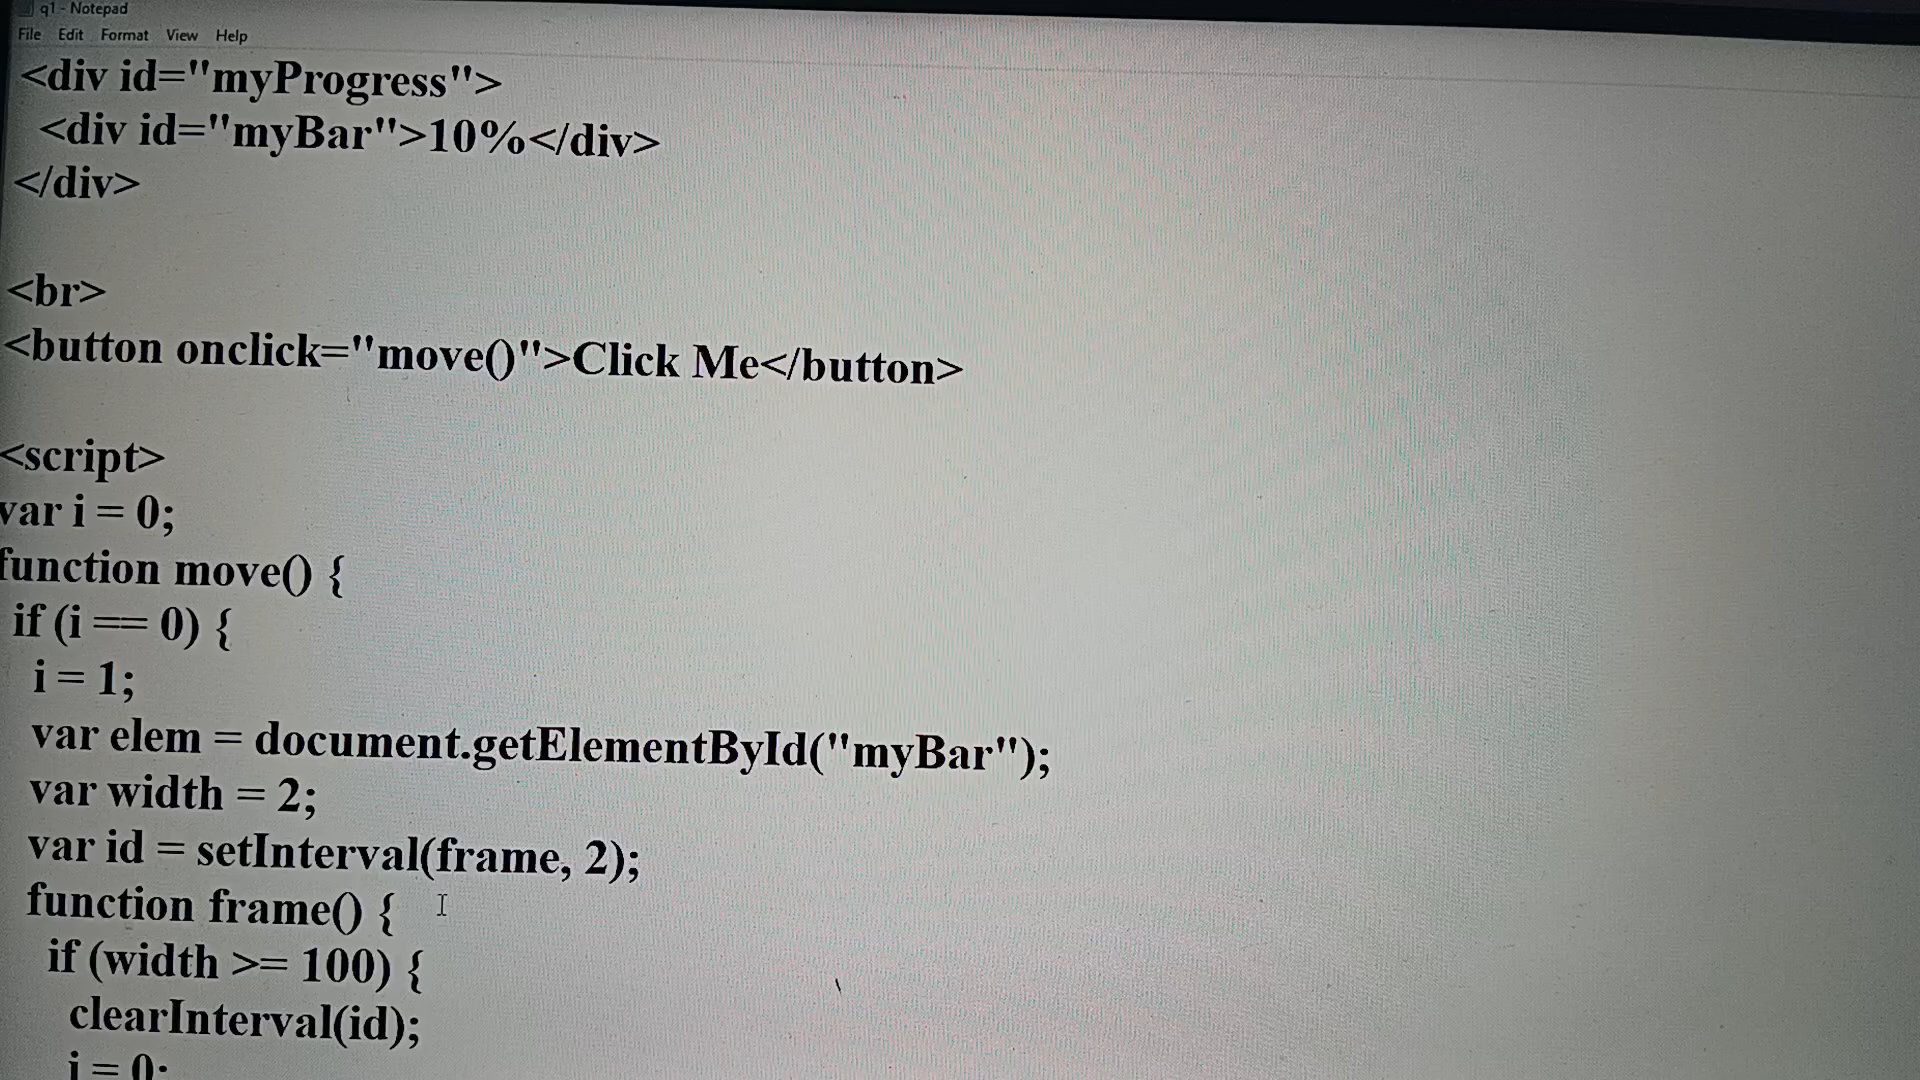 q1 - Notepad
File Edit Format View Help
<div id="myProgress">
<div id="myBar">10%</div>
</div>
<br>
<button onclick="move()">Click Me</button>
<script>
var i = 0;
function move() {
if (i == 0) {
i = 1;
var elem = document.getElementById("myBar");
var width = 2;
var id = setInterval(frame, 2);
function frame() {
if (width >= 100) {
clearInterval(id);
i = 0;